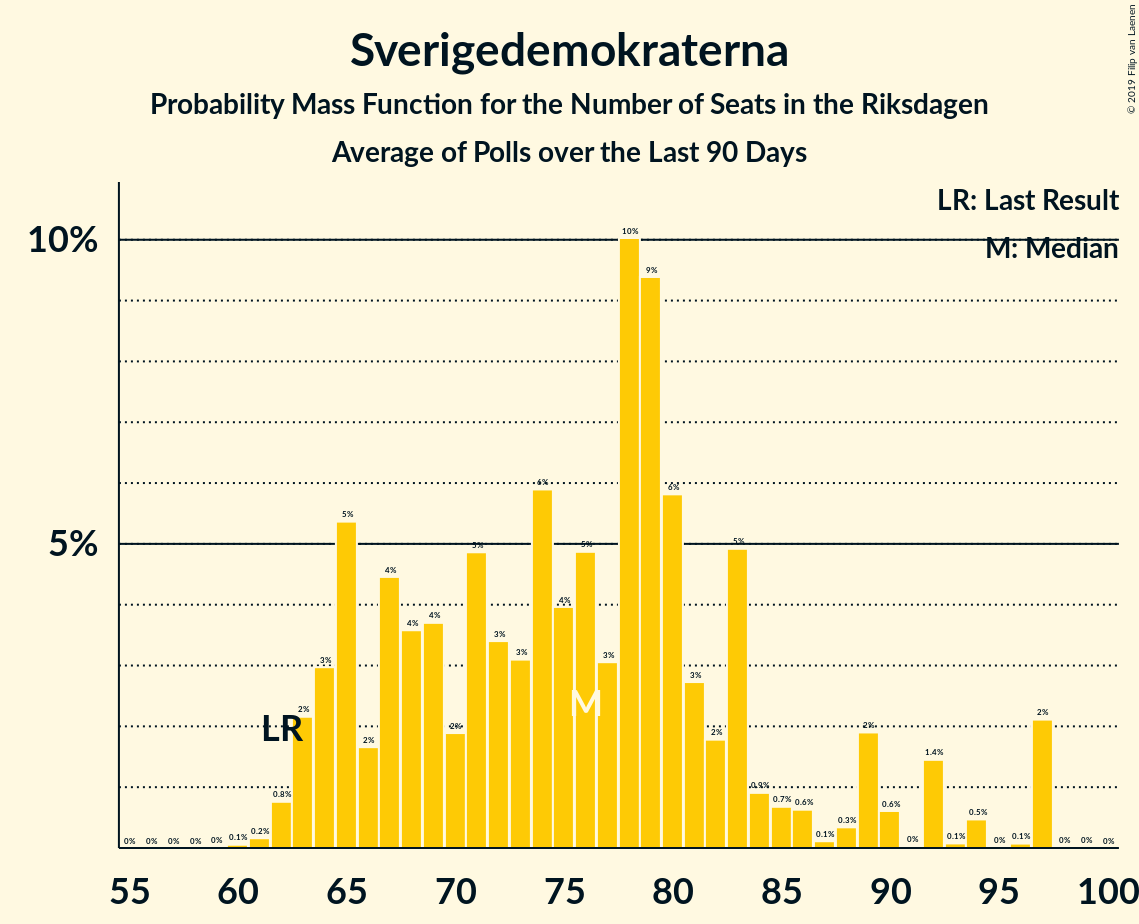 Sverigedemokraterna
Probability Mass Function for the Number of Seats in the Riksdagen
Average of Polls over the Last 90 Days
© 2019 Filip van Laenen
LR: Last Result
M: Median
10%
5%
0% 0% 0% 0% 0% 0.1% 0.2% 0.8% 2% 3% 5% 2% 4% 4% 4% 2% 5% 3% 3% 6% 4% 5% 3% 10% 9% 6% 3% 2% 5% 0.9% 0.7% 0.6% 0.1% 0.3% 2% 0.6% 0% 1.4% 0.1% 0.5% 0% 0.1% 2% 0% 0% 0%
LR
M
55 60 65 70 75 80 85 90 95 100